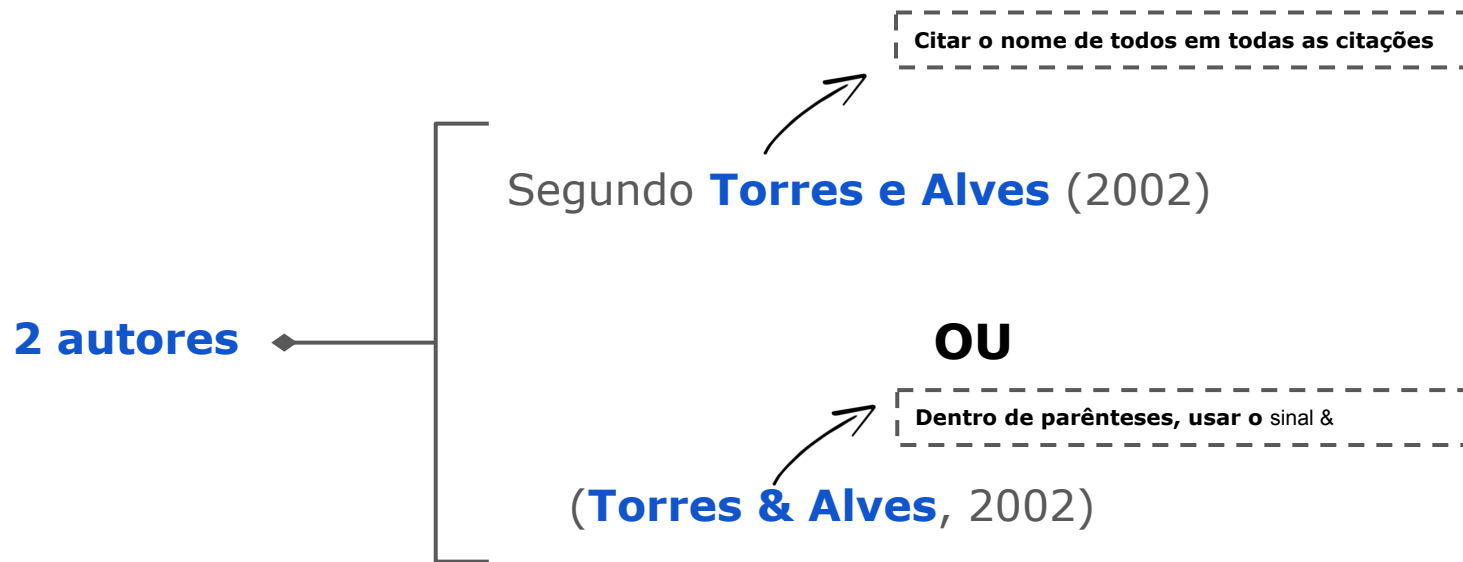 Citar o nome de todos em todas as citações
Segundo Torres e Alves (2002)
2 autores
OU
Dentro de parênteses, usar o sinal &
(Torres & Alves, 2002)